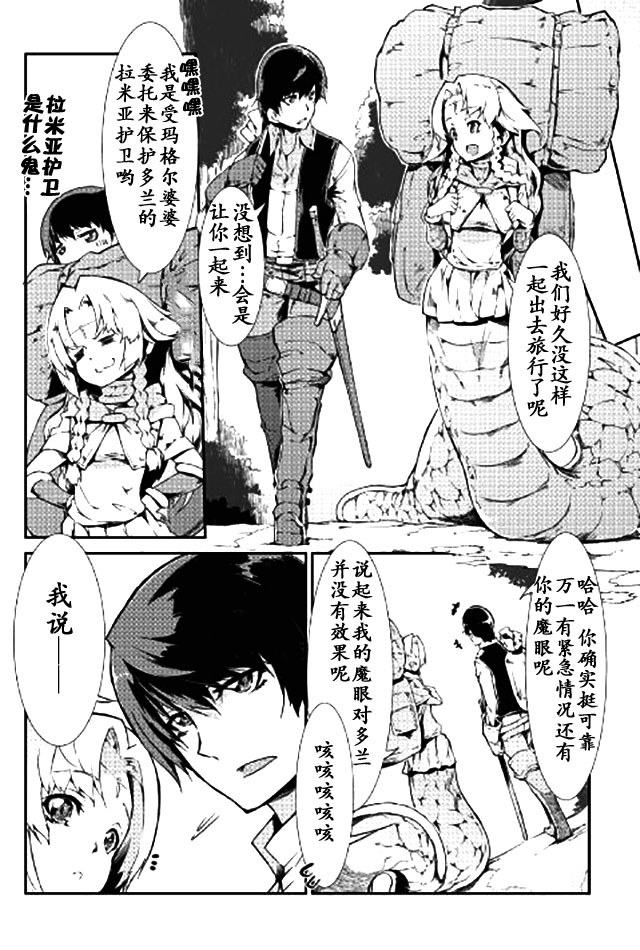 我们好久没这样
一起出去旅行了呢
没想到…会是
让你一起来
嘿嘿嘿
我是受玛格尔婆婆
委托来保护多兰的
拉米亚护卫哟
拉米亚护卫
是什么鬼…
哈哈 你确实挺可靠
万一有紧急情况还有
你的魔眼呢
说起来我的魔眼对多兰
并没有效果呢
咳咳咳咳咳
我说——